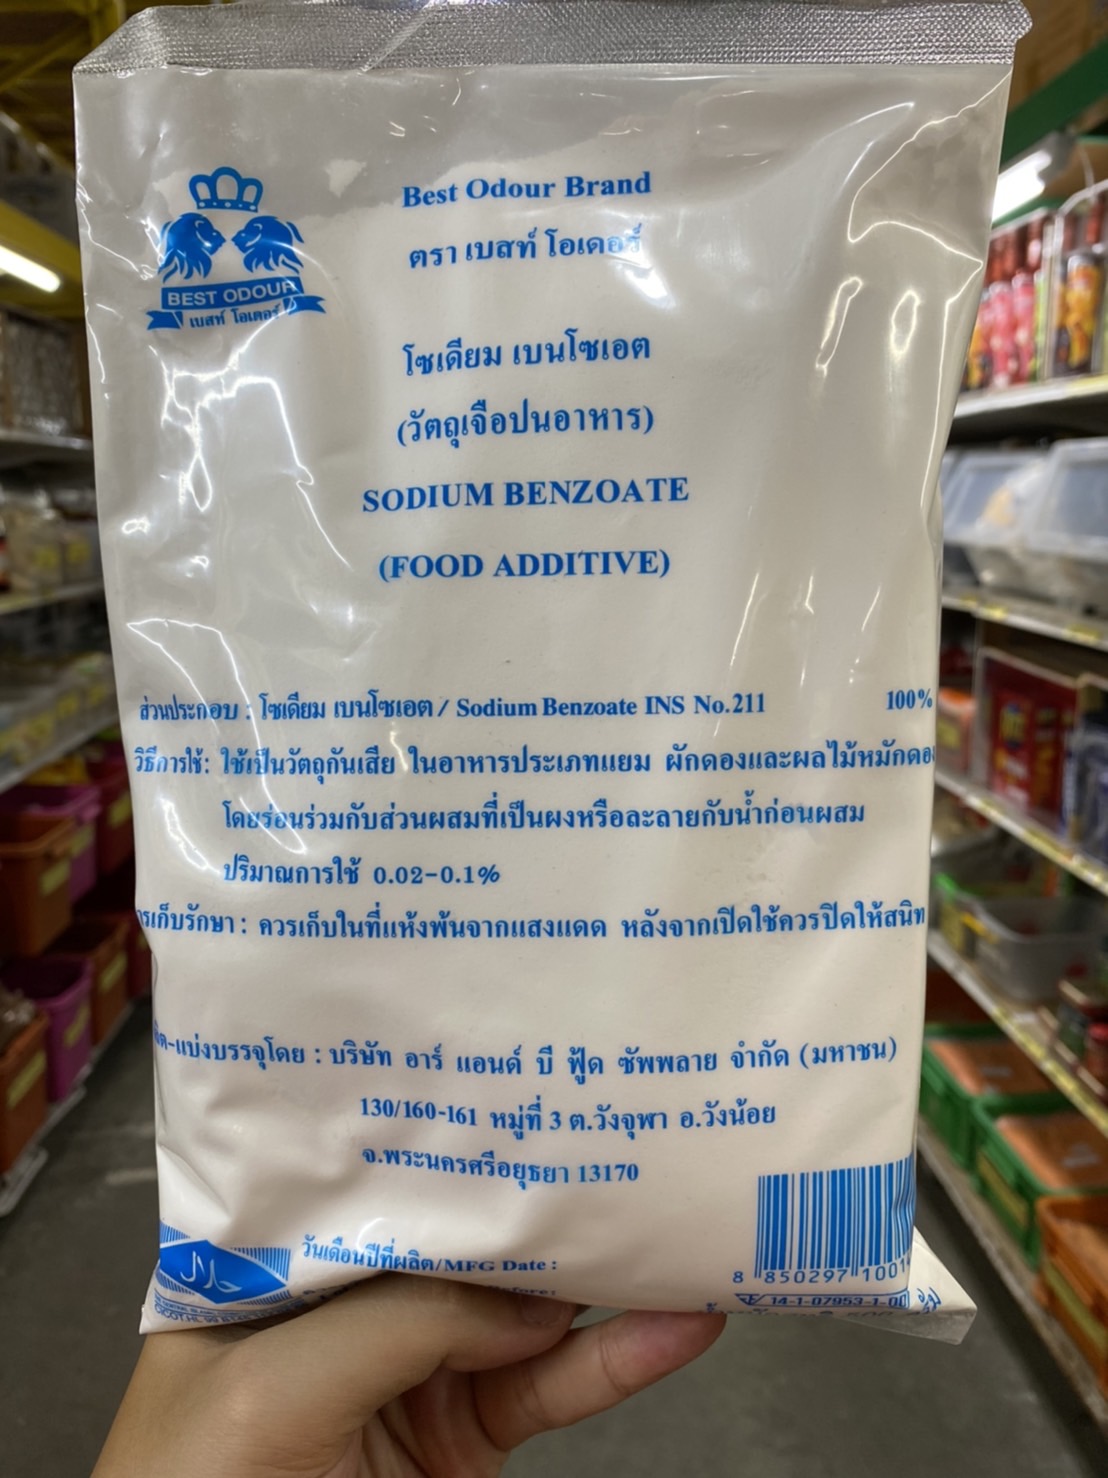 Best Odour Brand
ตรา เบสท์ โอเดอร์
BEST ODOUR
เบสท์ โอเดอร์
โซเดียม เบนโซเอต
(วัตถุเจือปนอาหาร)
SODIUM BENZOATE
(FOOD ADDITIVE)
ส่วนประกอบ : โซเดียม เบนโซเอต / Sodium Benzoate INS No.211 100%
วิธีการใช้: ใช้เป็นวัตถุกันเสีย ในอาหารประเภทแยม ผักดองและผลไม้หมักดอง
โดยร่อนร่วมกับส่วนผสมที่เป็นผงหรือละลายกับน้ำก่อนผสม
ปริมาณการใช้ 0.02-0.1%
ารเก็บรักษา : ควรเก็บในที่แห้งพ้นจากแสงแดด หลังจากเปิดใช้ควรปิดให้สนิท
ิต-แบ่งบรรจุโดย : บริษัท อาร์ แอนด์ บี ฟู้ด ซัพพลาย จำกัด (มหาชน)
130/160-161 หมู่ที่ 3 ต.วังจุฬา อ.วังน้อย
จ.พระนครศรีอยุธยา 13170
วันเดือนปีที่ผลิต/MFG Date :
حلال
8 850297 1001
14-1-07953-1-00